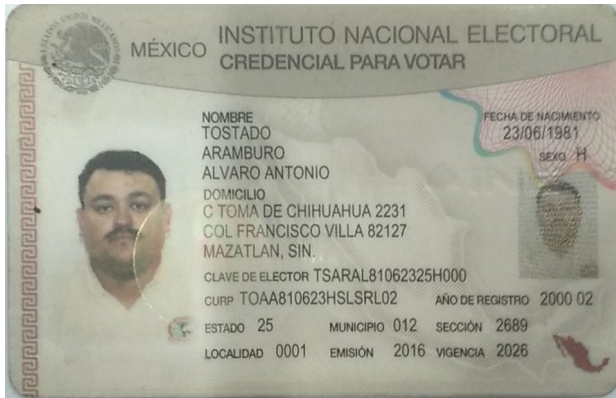 MÉXICO INSTITUTO NACIONAL ELECTORAL
CREDENCIAL PARA VOTAR
NOMBRE
TOSTADO
ARAMBURO
ALVARO ANTONIO
FECHA DE NACIMIENTO
23/06/1981
SEXO H
DOMICILIO
C TOMA DE CHIHUAHUA 2231
COL FRANCISCO VILLA 82127
MAZATLAN, SIN.
CLAVE DE ELECTOR TSARAL81062325H000
CURP TOAA810623HSLSRL02 AÑO DE REGISTRO 2000 02
ESTADO 25 MUNICIPIO 012 SECCIÓN 2689
LOCALIDAD 0001 EMISIÓN 2016 VIGENCIA 2026